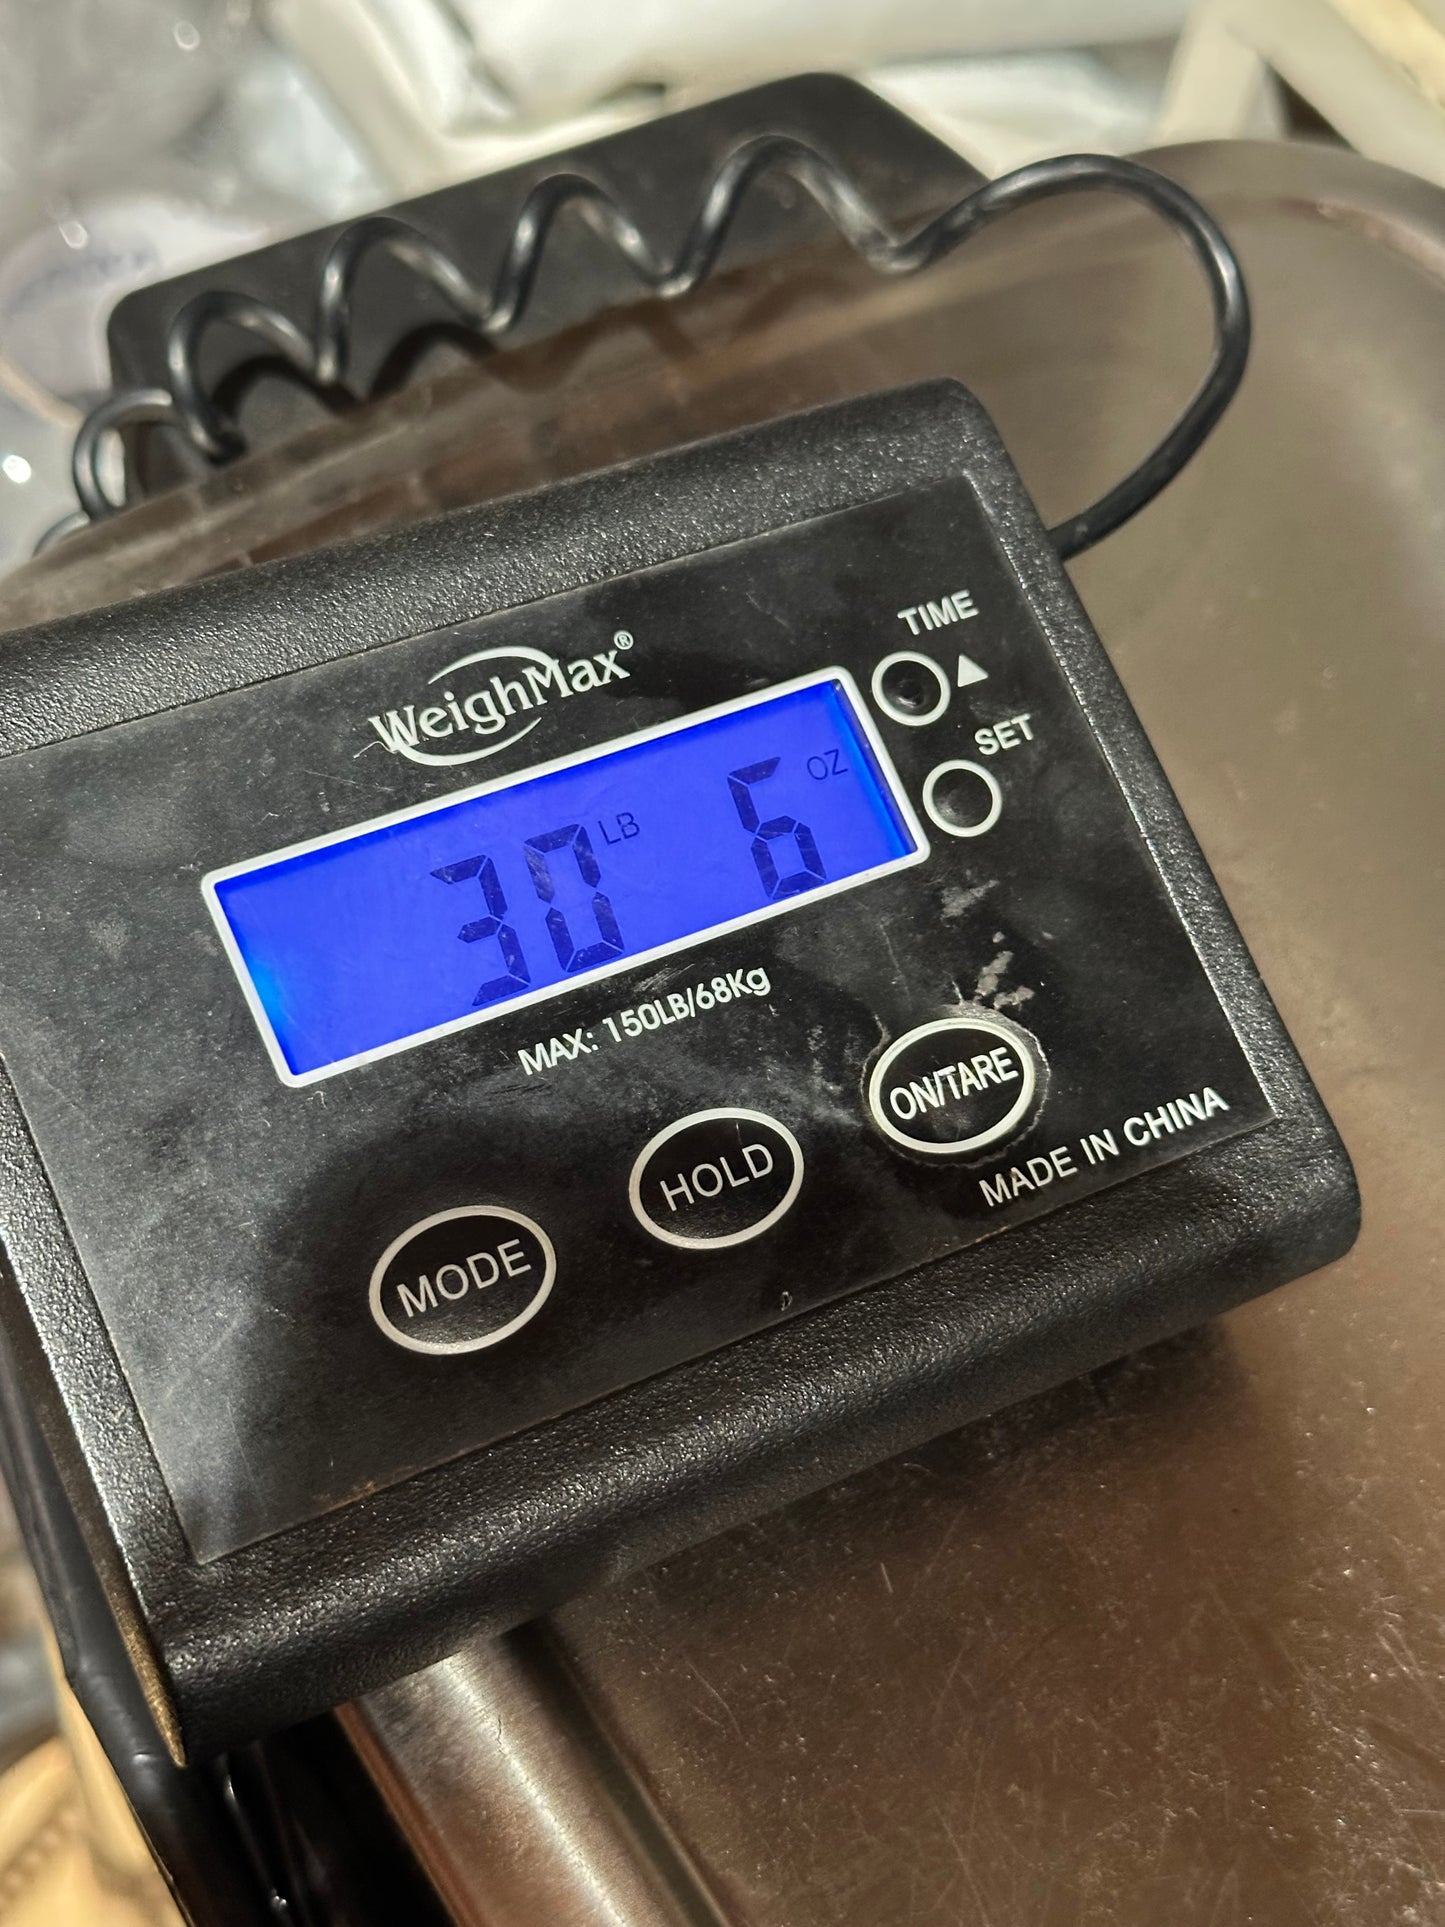 WeighMax®
TIME
▲
SET
30 LB 6 OZ
MAX: 150LB/68Kg
MODE
HOLD
ON/TARE
MADE IN CHINA